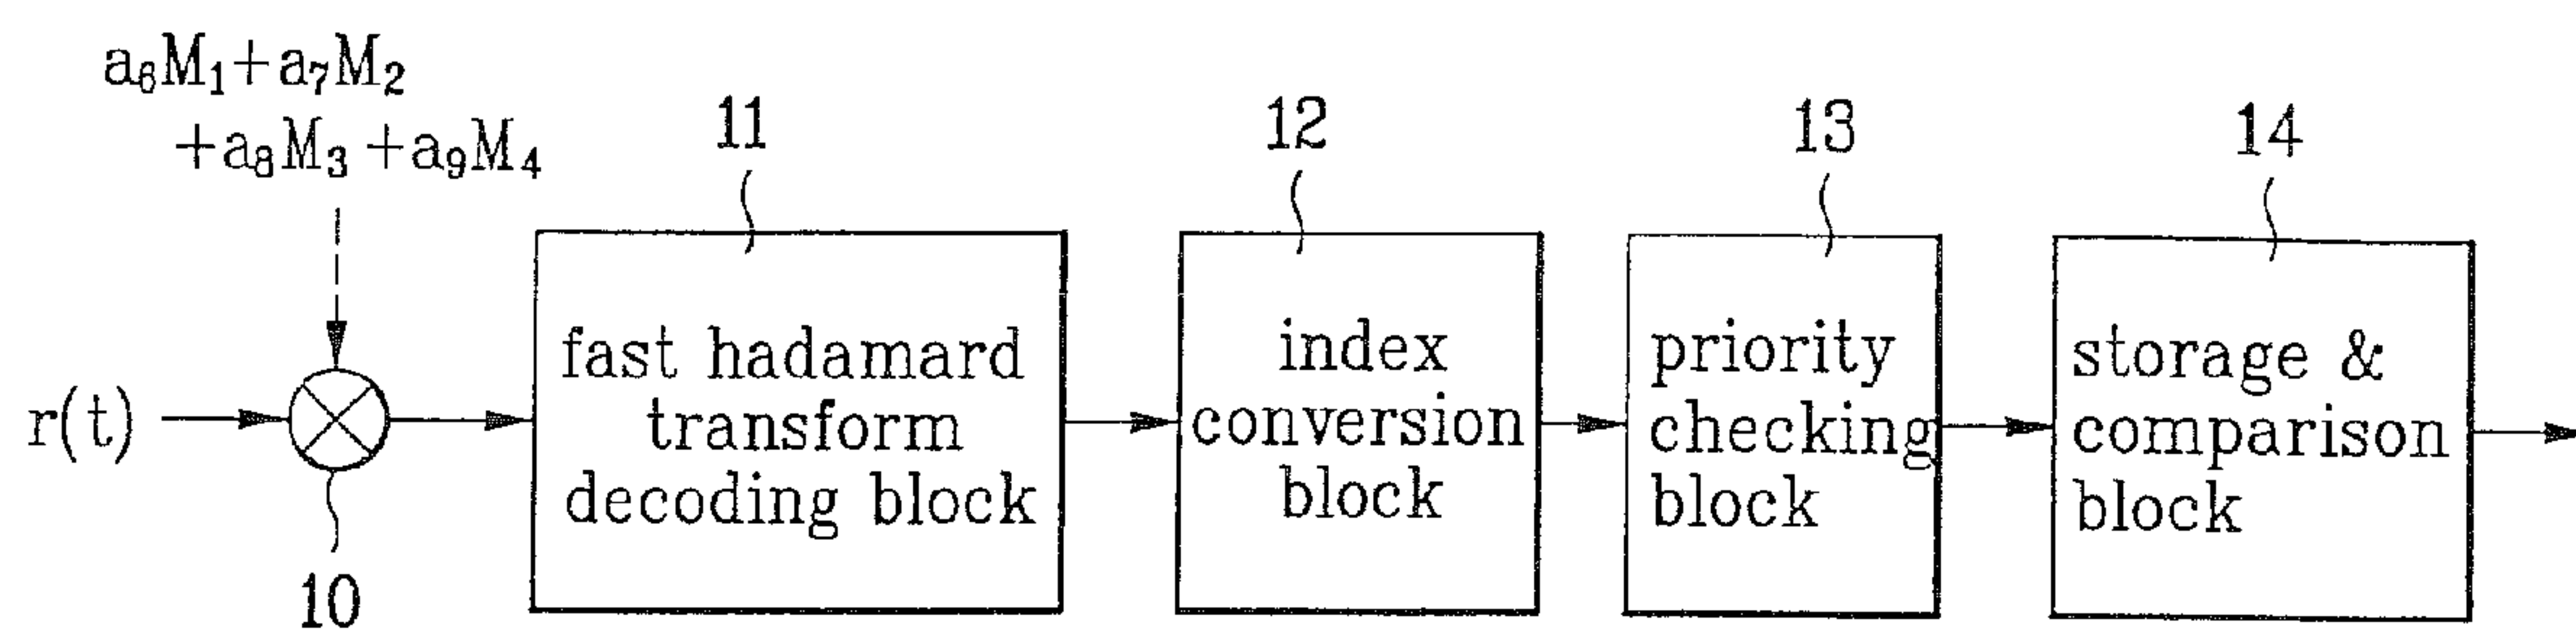 a₆M₁+a₇M₂
+a₈M₃+a₉M₄
11
12
13
14
r(t)
fast hadamard
transform
decoding block
index
conversion
block
priority
checking
block
storage &
comparison
block
10